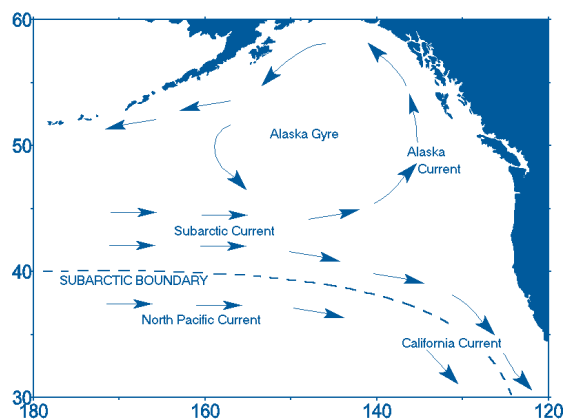 60
50
Alaska Gyre
Alaska
Current
Subarctic Current
40
SUBARCTIC BOUNDARY
North Pacific Current
California Current
30
180
160
140
120